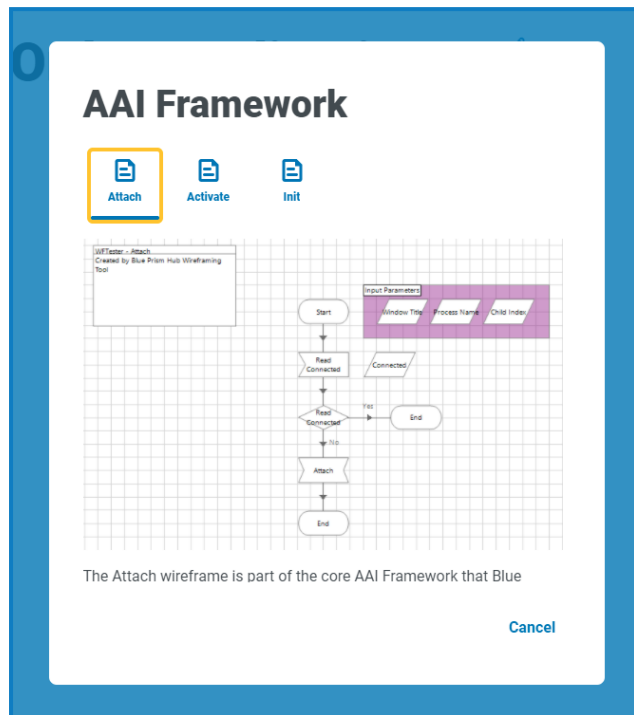 AAI Framework
Attach
Activate
Init
WFTester - Attach
Created by Blue Prism Hub Wireframing
Tool
Input Parameters
Window Title
Process Name
Child Index
Start
Read
Connected
Connected
Read
Connected
Yes
End
No
Attach
End
The Attach wireframe is part of the core AAI Framework that Blue
Cancel